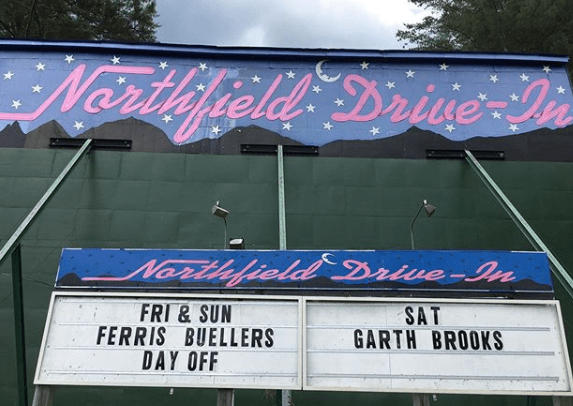 Northfield Drive-In
Northfield Drive-In
FRI & SUN
FERRIS BUELLERS
DAY OFF
SAT
GARTH BROOKS